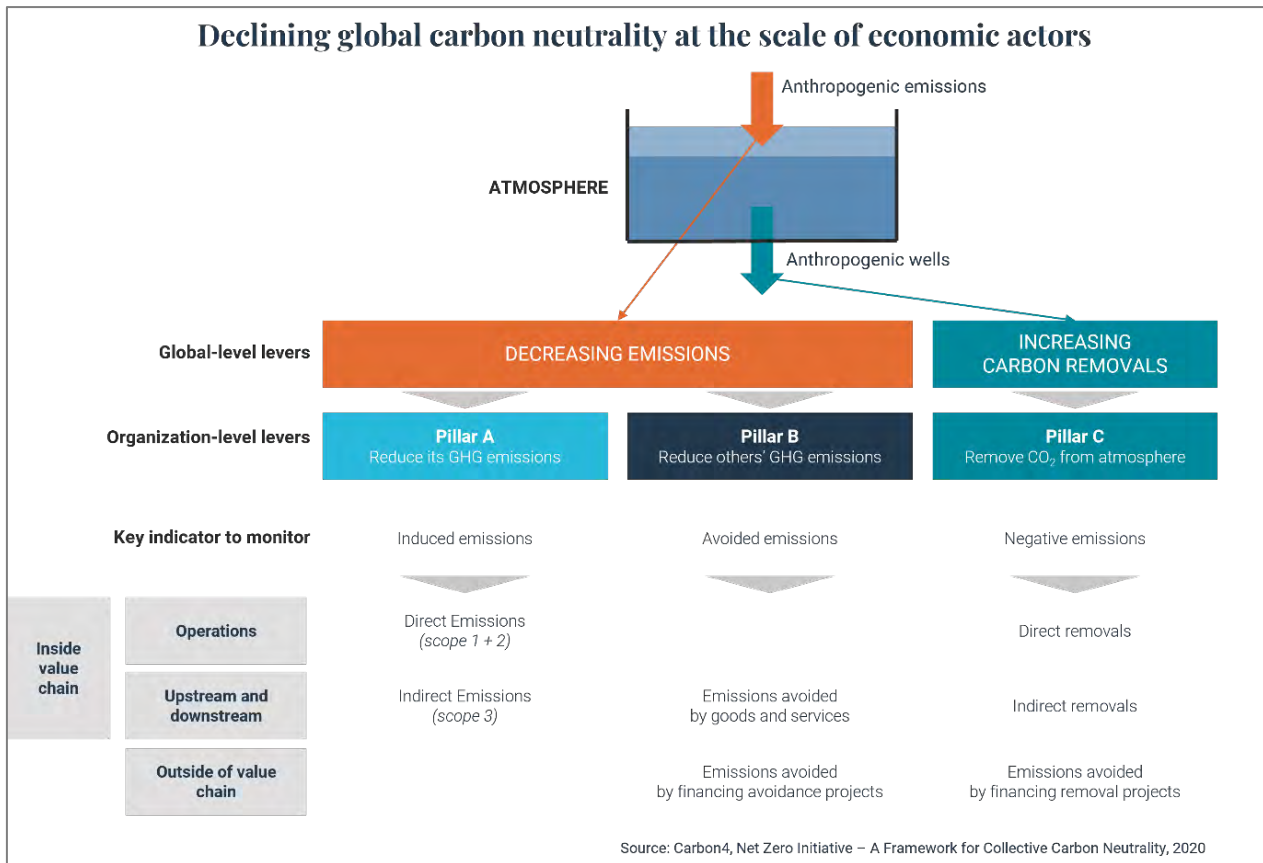 Declining global carbon neutrality at the scale of economic actors
Anthropogenic emissions
ATMOSPHERE
Anthropogenic wells
Global-level levers
DECREASING EMISSIONS
INCREASING
CARBON REMOVALS
Organization-level levers
Pillar A
Reduce its GHG emissions
Pillar B
Reduce others' GHG emissions
Pillar C
Remove CO₂ from atmosphere
Key indicator to monitor
Induced emissions
Avoided emissions
Negative emissions
Inside
value
chain
Operations
Direct Emissions
(scope 1 + 2)
Direct removals
Upstream and
downstream
Indirect Emissions
(scope 3)
Emissions avoided
by goods and services
Indirect removals
Outside of value
chain
Emissions avoided
by financing avoidance projects
Emissions avoided
by financing removal projects
Source: Carbon4, Net Zero Initiative – A Framework for Collective Carbon Neutrality, 2020